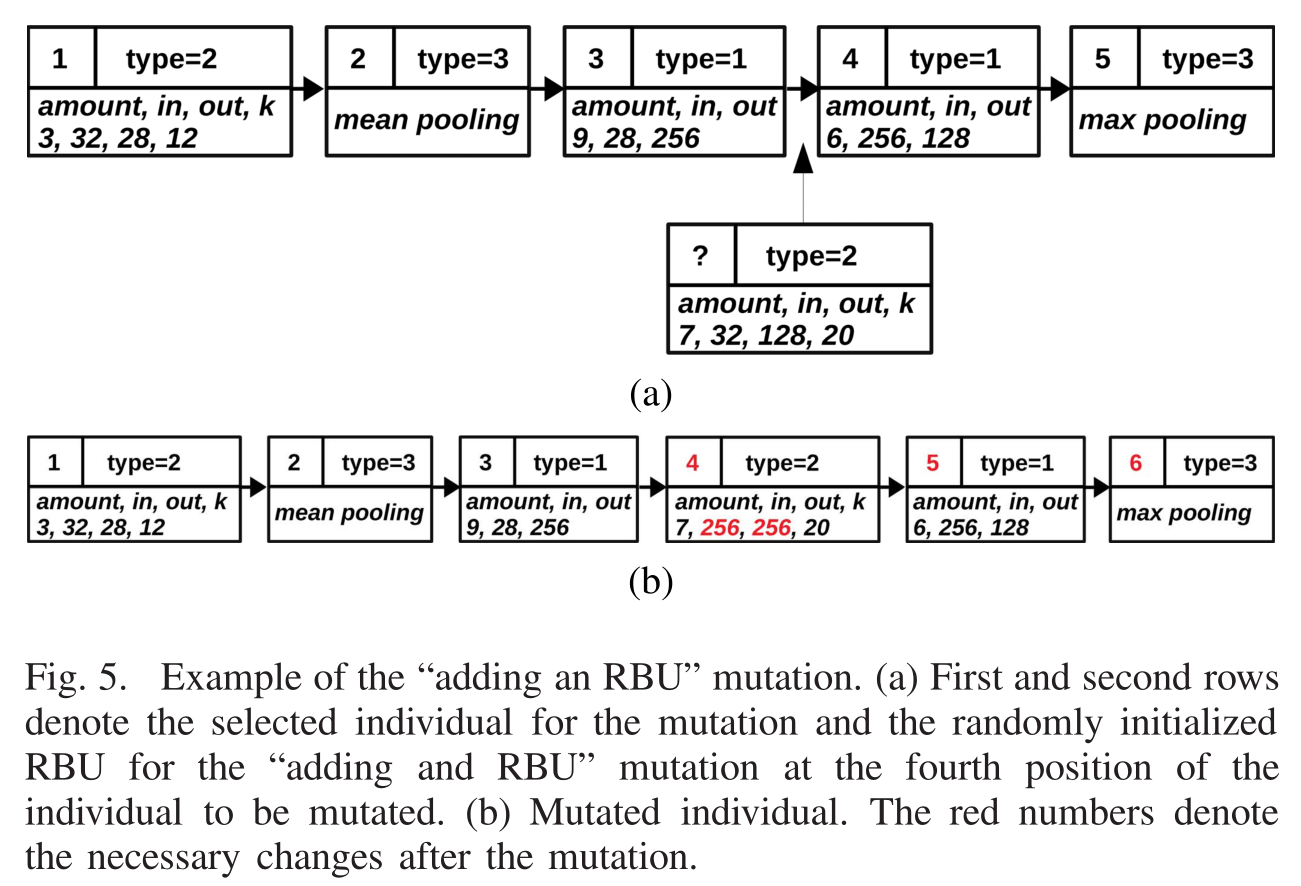 1 type=2 2 type=3 3 type=1 4 type=1 5 type=3
amount, in, out, k mean pooling amount, in, out amount, in, out max pooling
3, 32, 28, 12 9, 28, 256 6, 256, 128
? type=2
amount, in, out, k
7, 32, 128, 20
(a)
1 type=2 2 type=3 3 type=1 4 type=2 5 type=1 6 type=3
amount, in, out, k mean pooling amount, in, out amount, in, out, k amount, in, out max pooling
3, 32, 28, 12 9, 28, 256 7, 256, 256, 20 6, 256, 128
(b)
Fig. 5. Example of the “adding an RBU” mutation. (a) First and second rows
denote the selected individual for the mutation and the randomly initialized
RBU for the “adding and RBU” mutation at the fourth position of the
individual to be mutated. (b) Mutated individual. The red numbers denote
the necessary changes after the mutation.